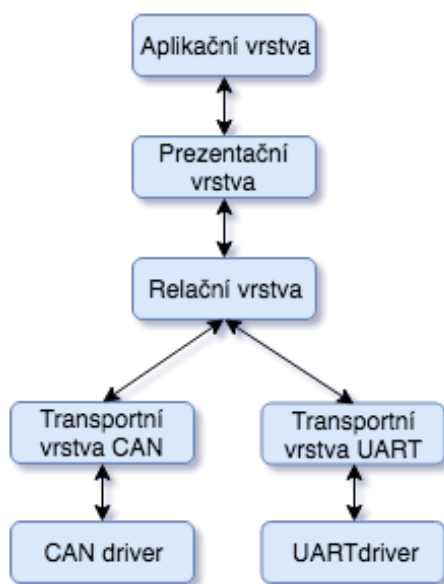 Aplikační vrstva
Prezentační
vrstva
Relační vrstva
Transportní
vrstva CAN
Transportní
vrstva UART
CAN driver
UARTdriver